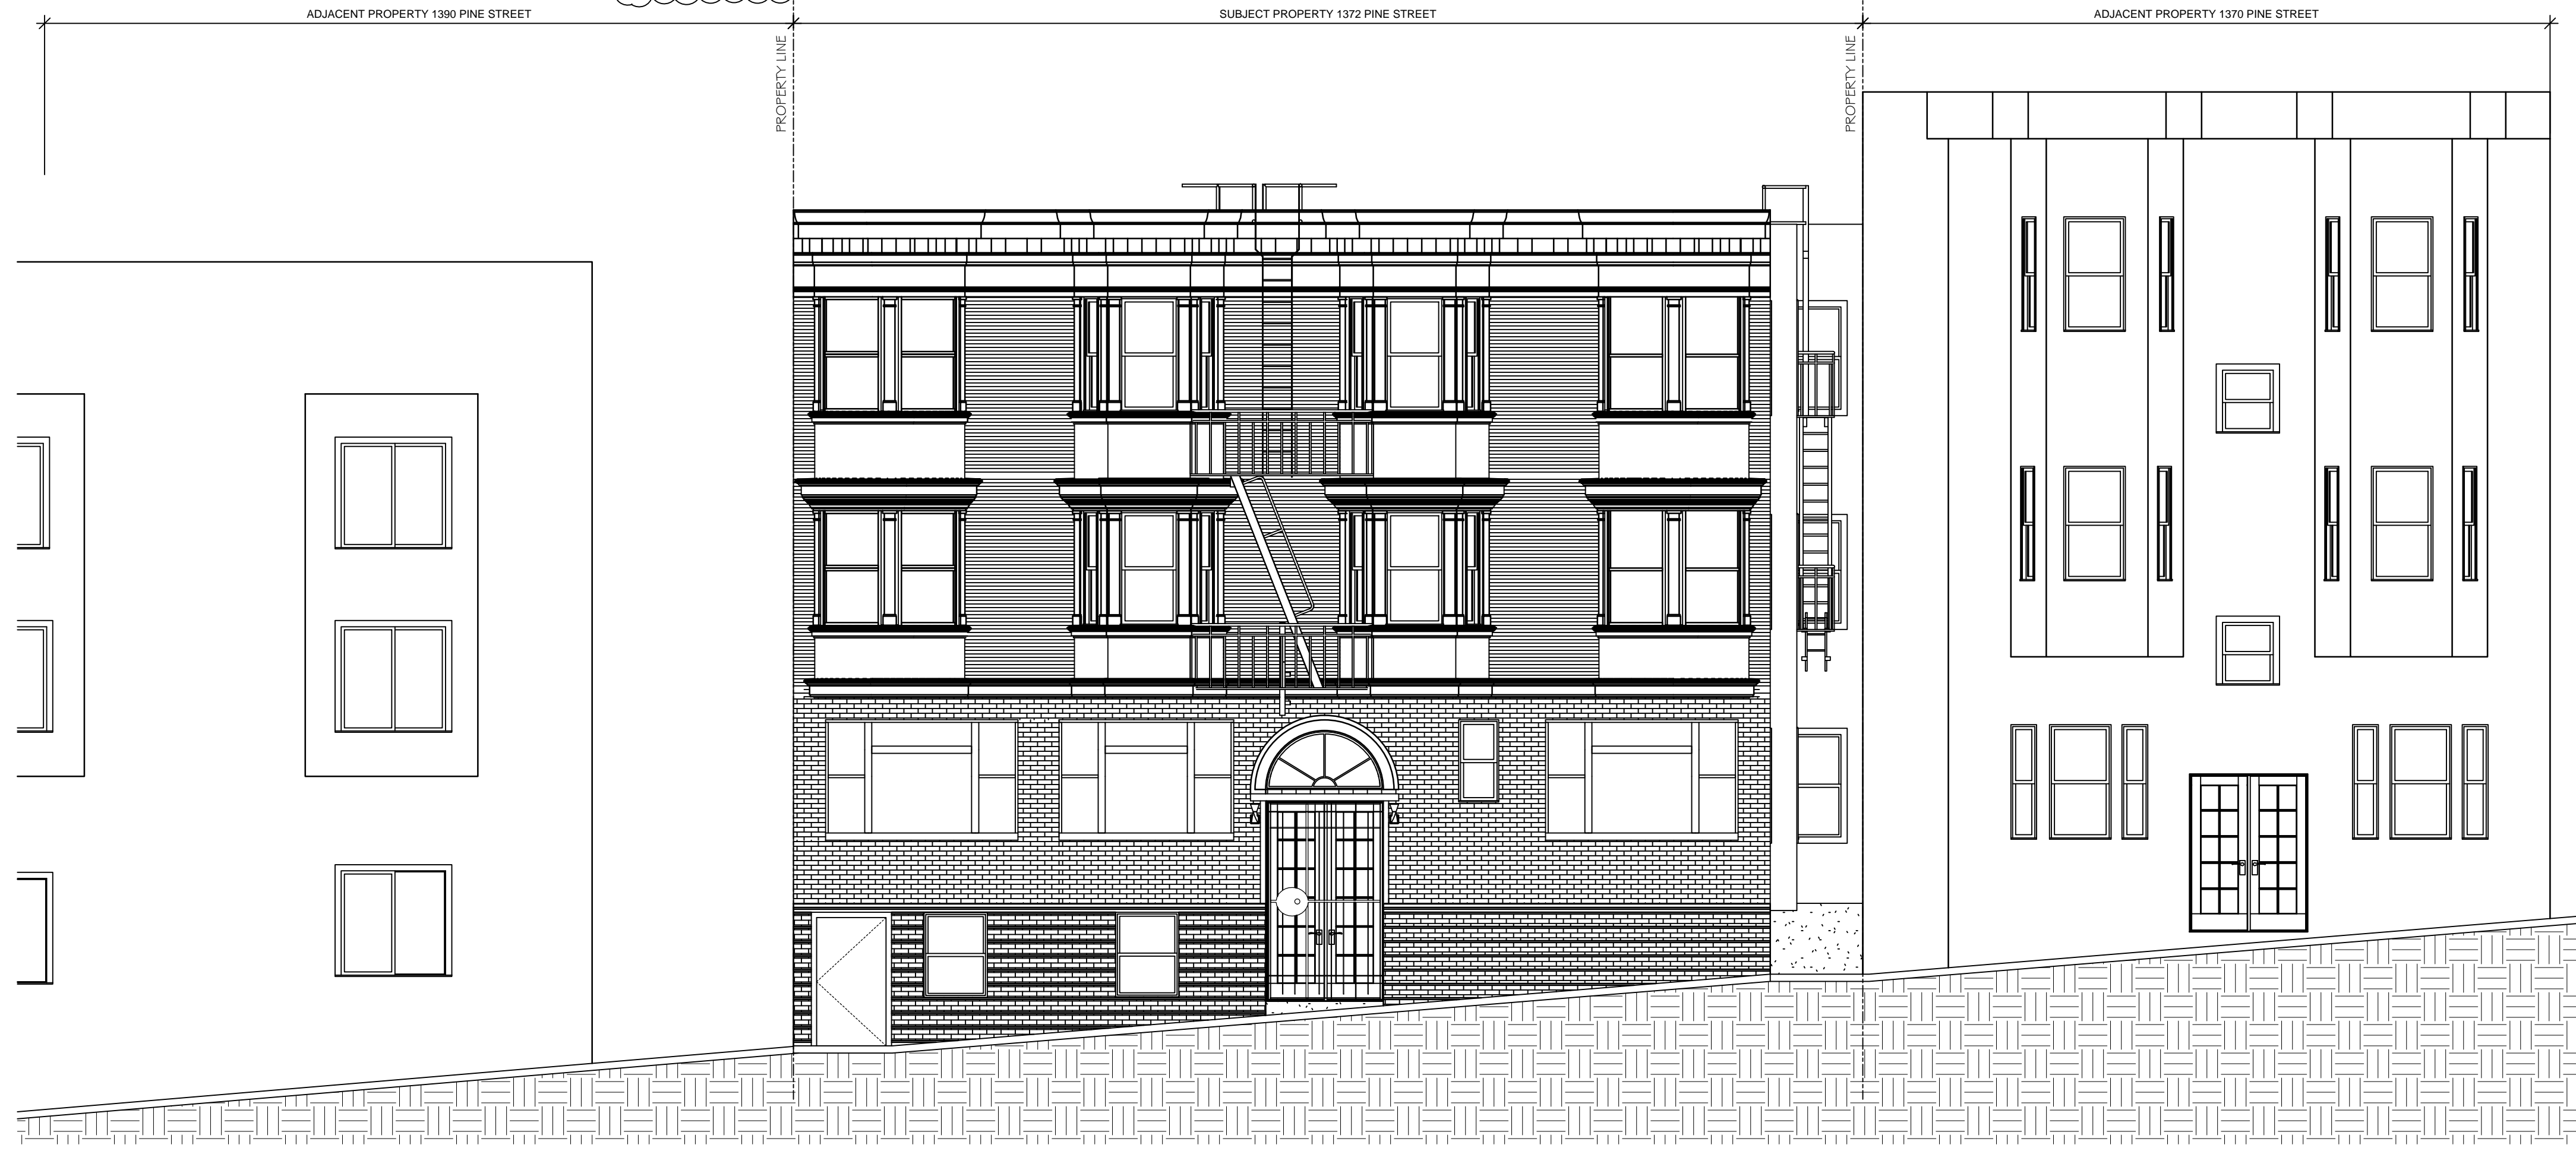 ADJACENT PROPERTY 1390 PINE STREET
SUBJECT PROPERTY 1372 PINE STREET
ADJACENT PROPERTY 1370 PINE STREET
PROPERTY LINE
PROPERTY LINE